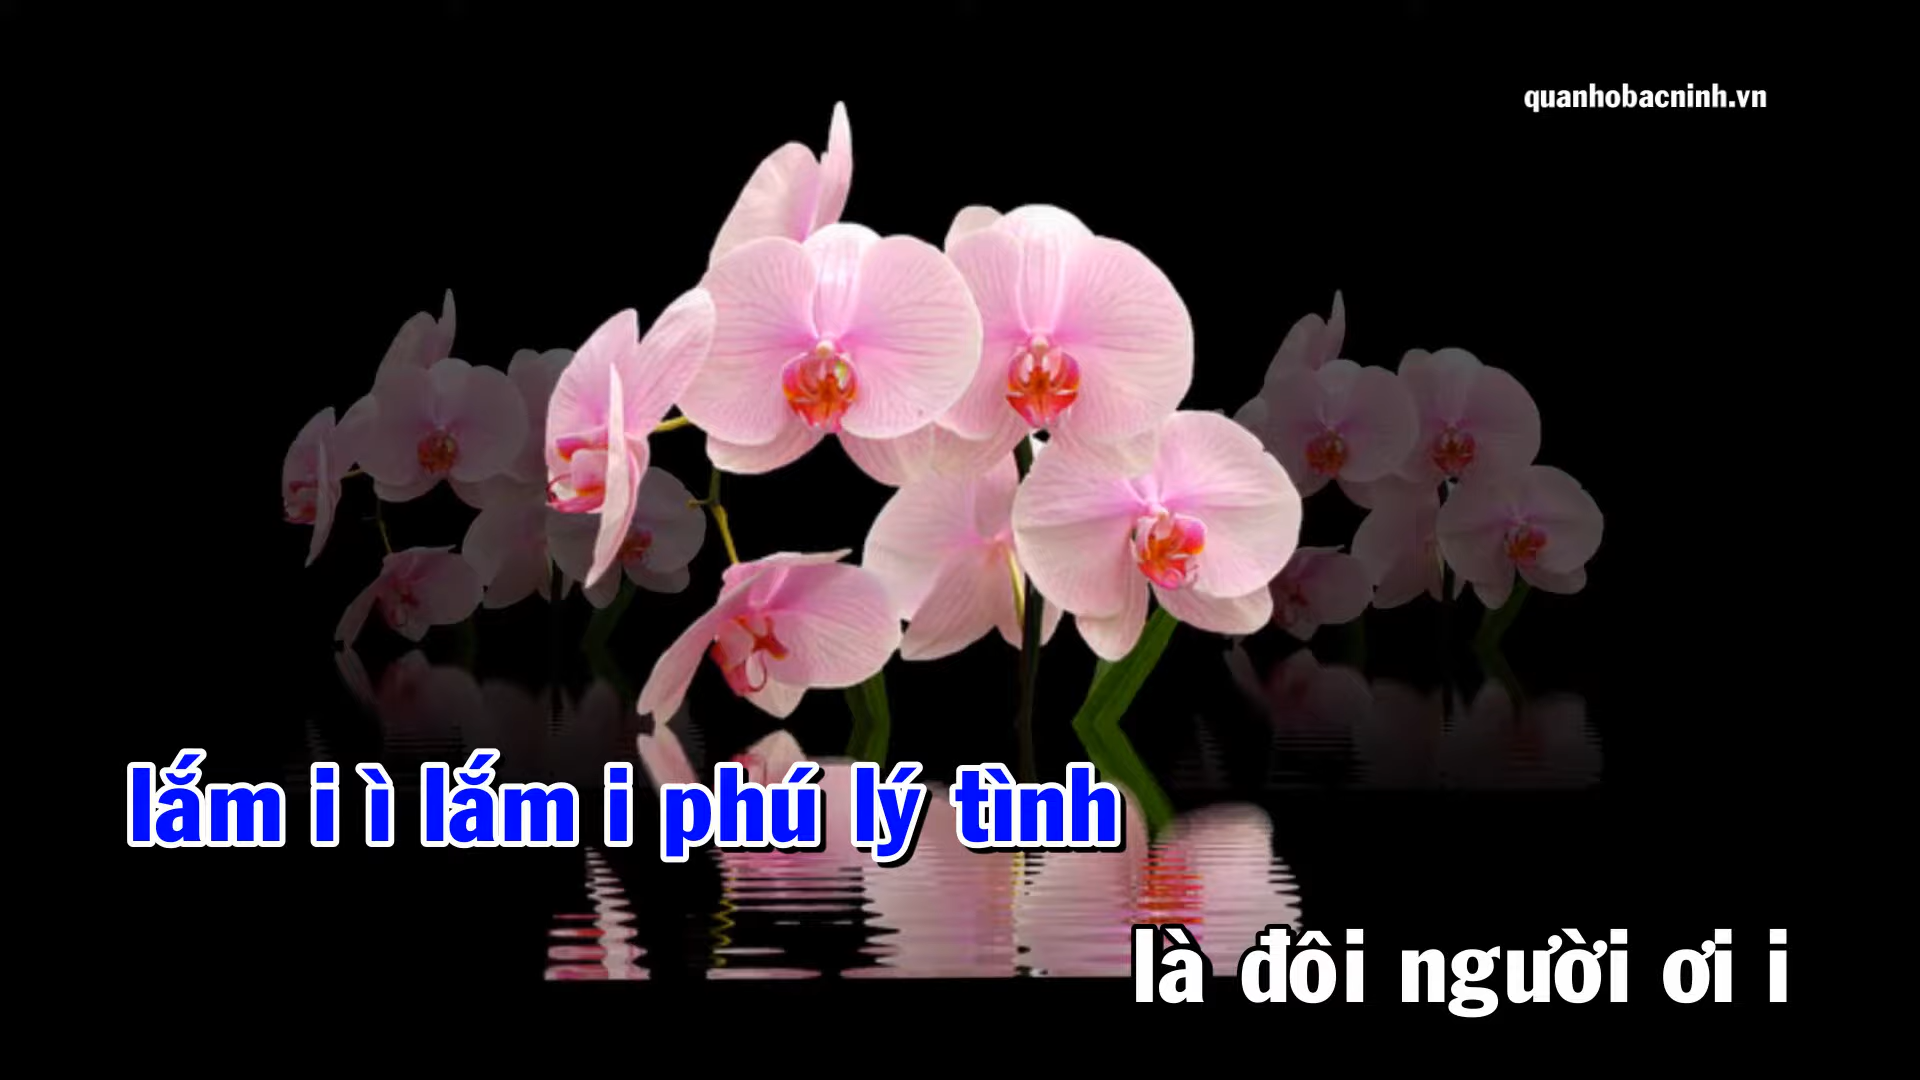 quanhobacninh.vn
lắm i ì lắm i phú lý tình
là đôi người ơi i